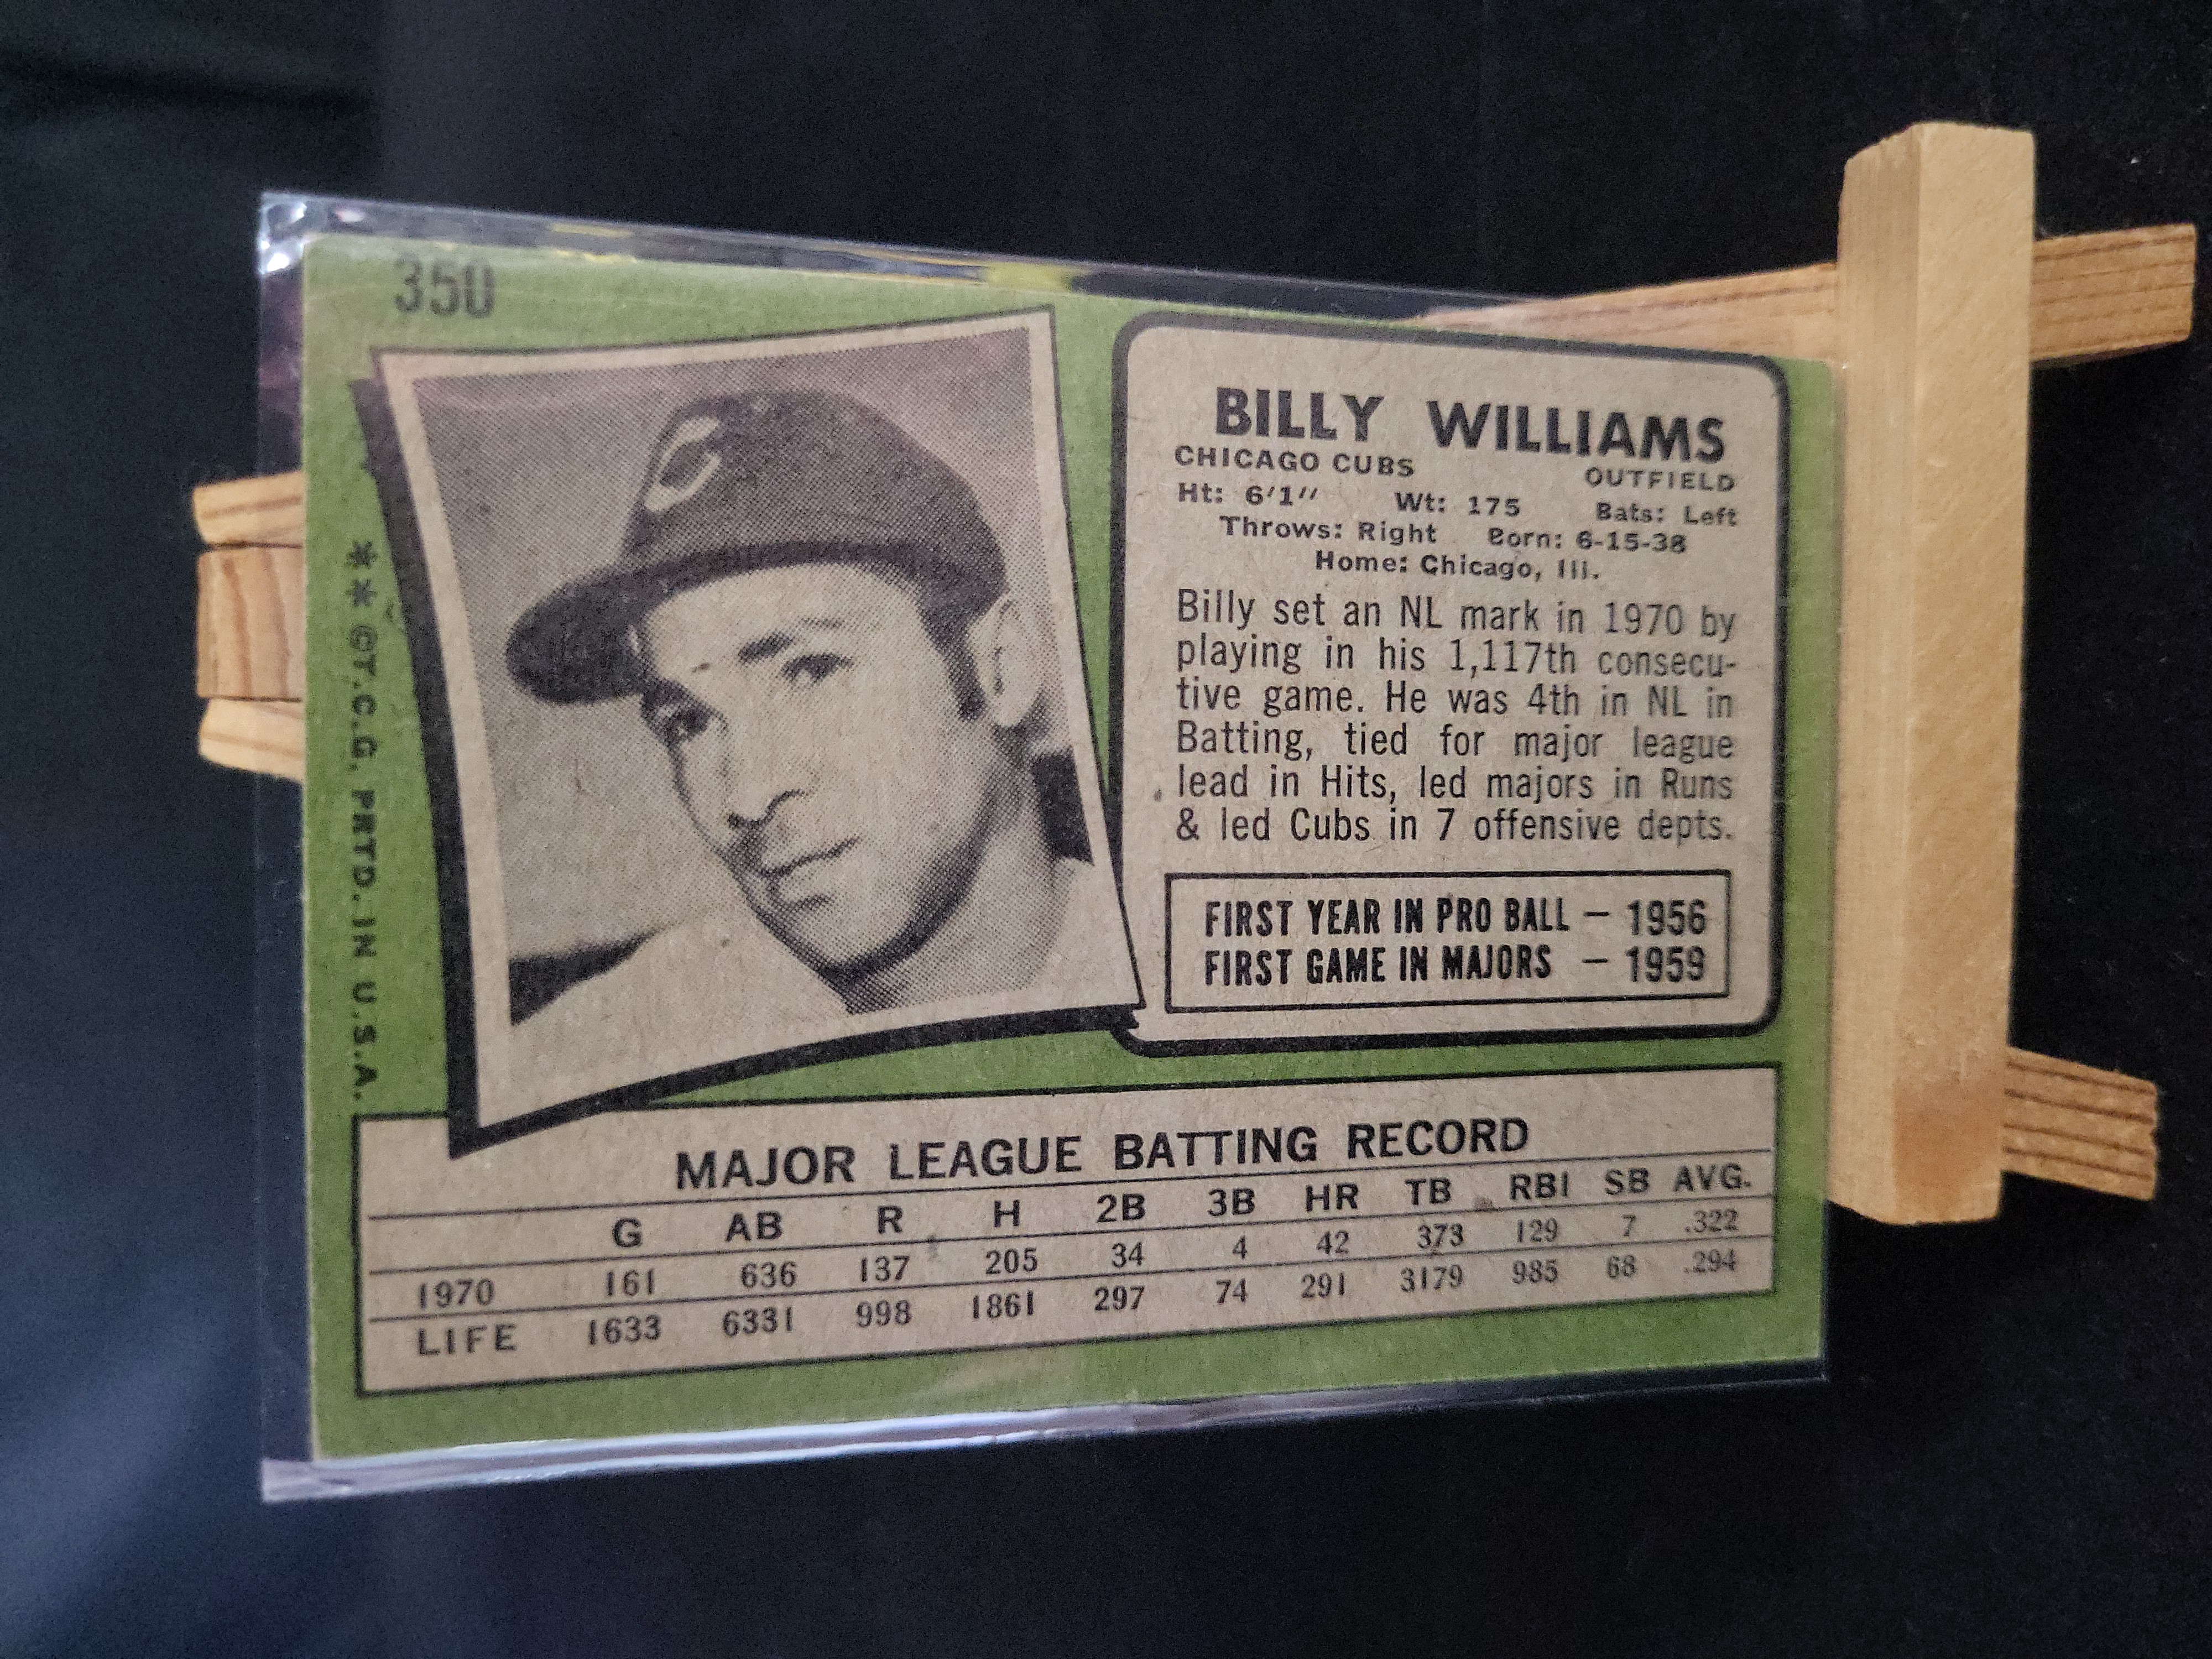 350
C
BILLY WILLIAMS
CHICAGO CUBS OUTFIELD
Ht: 6'1" Wt: 175 Bats: Left
Throws: Right Born: 6-15-38
Home: Chicago, Ill.
Billy set an NL mark in 1970 by
playing in his 1,117th consecu-
tive game. He was 4th in NL in
Batting, tied for major league
lead in Hits, led majors in Runs
& led Cubs in 7 offensive depts.
FIRST YEAR IN PRO BALL — 1956
FIRST GAME IN MAJORS — 1959
**©T.C.G. PRTD. IN U.S.A.
MAJOR LEAGUE BATTING RECORD
G AB R H 2B 3B HR TB RBI SB AVG.
1970 161 636 137 205 34 4 42 373 129 7 .322
LIFE 1633 6331 998 1861 297 74 291 3179 985 68 .294